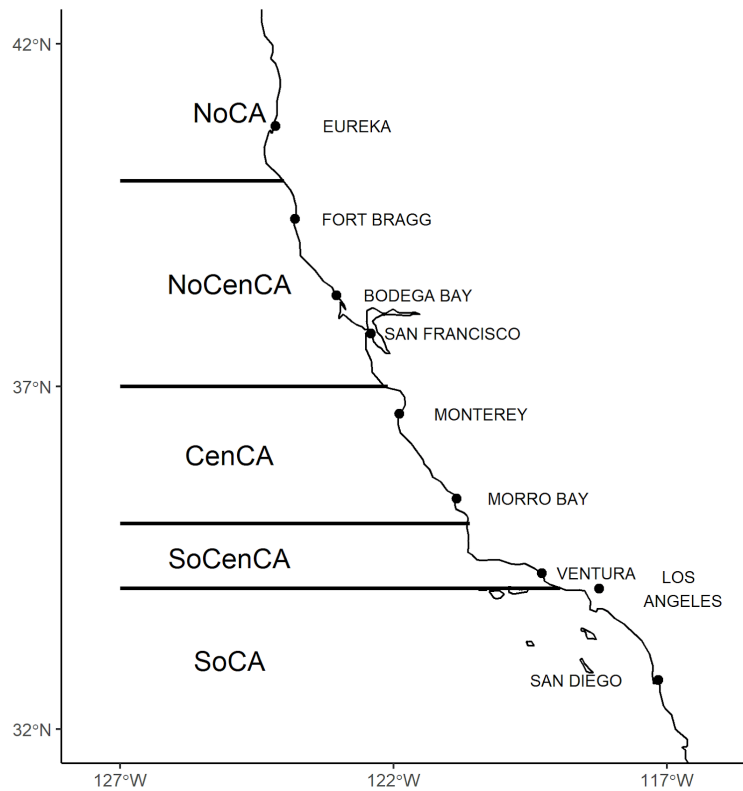 42°N
NoCA
EUREKA
FORT BRAGG
NoCenCA
BODEGA BAY
SAN FRANCISCO
37°N
MONTEREY
CenCA
MORRO BAY
SoCenCA
VENTURA
LOS
ANGELES
SoCA
SAN DIEGO
32°N
127°W
122°W
117°W